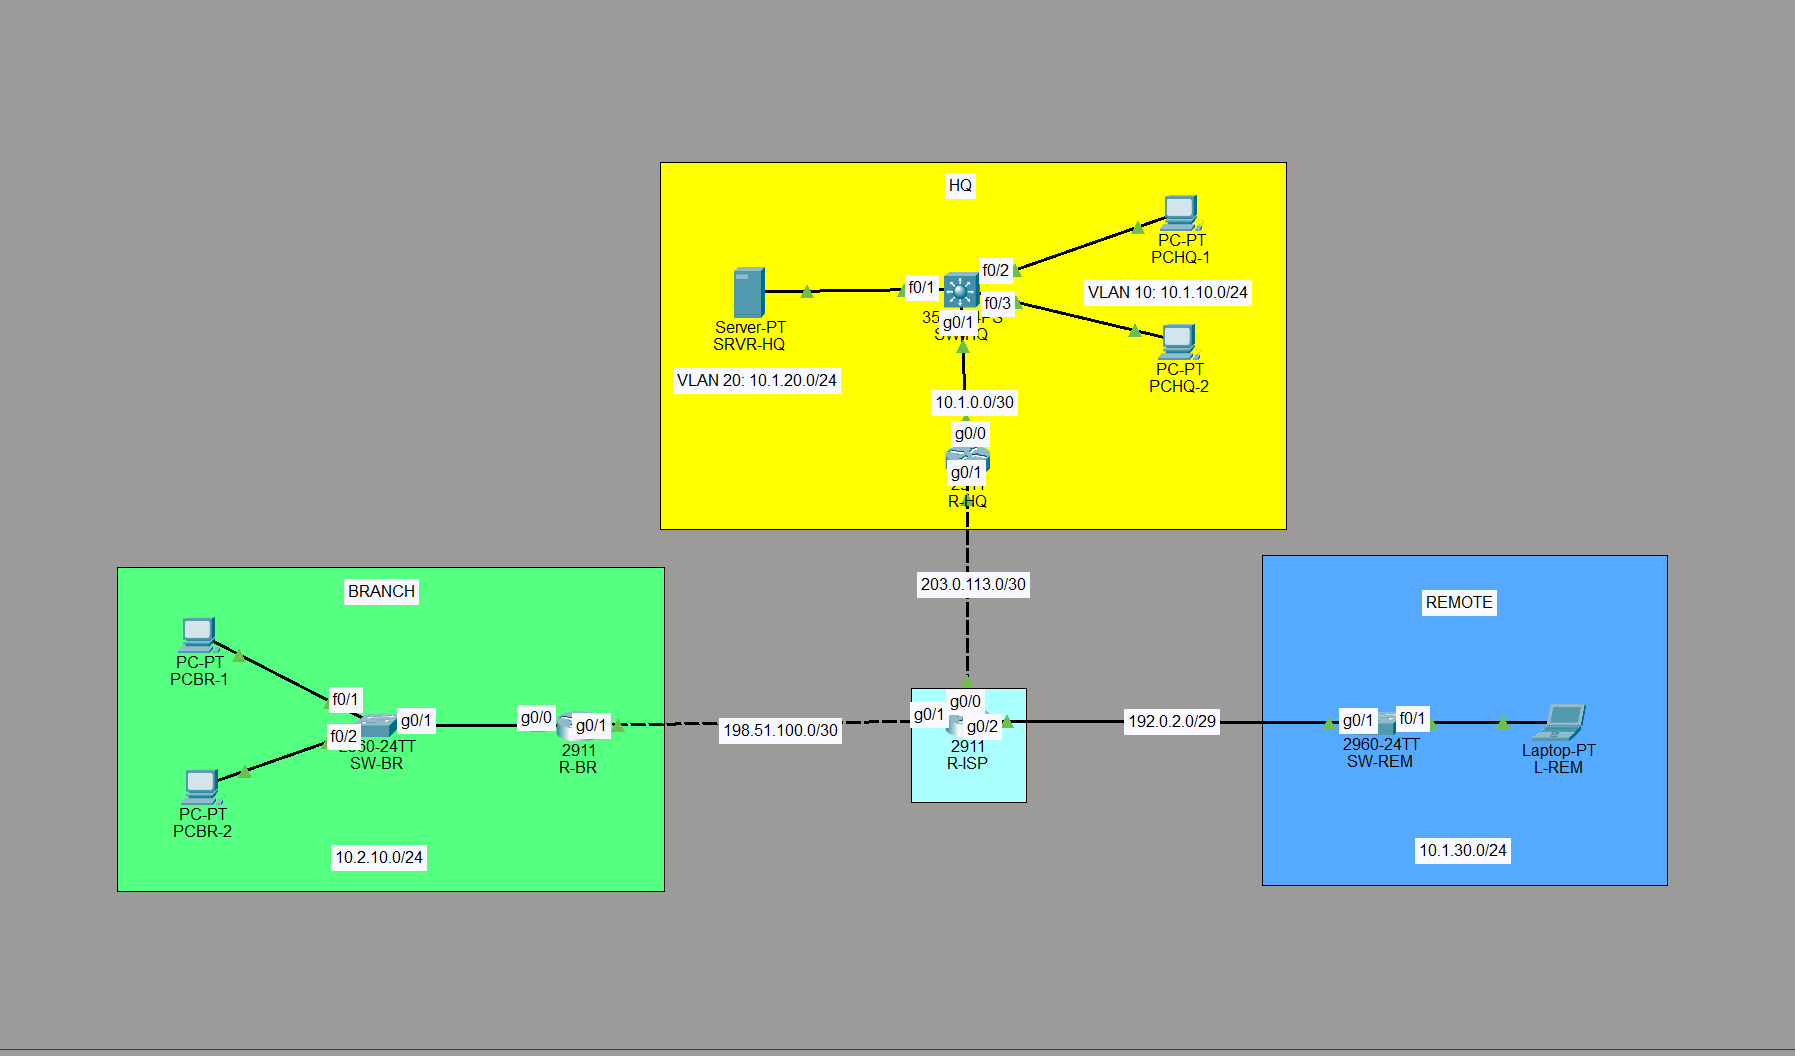 HQ
PC-PT
PCHQ-1
f0/2
f0/1
f0/3
VLAN 10: 10.1.10.0/24
g0/1
Server-PT
SRVR-HQ
PC-PT
PCHQ-2
VLAN 20: 10.1.20.0/24
10.1.0.0/30
g0/0
g0/1
R-HQ
203.0.113.0/30
BRANCH
PC-PT
PCBR-1
f0/1
g0/1
g0/0
g0/1
f0/2
SW-BR
2911
R-BR
PC-PT
PCBR-2
10.2.10.0/24
198.51.100.0/30
g0/0
g0/1
g0/2
2911
R-ISP
192.0.2.0/29
REMOTE
g0/1
f0/1
2960-24TT
SW-REM
Laptop-PT
L-REM
10.1.30.0/24